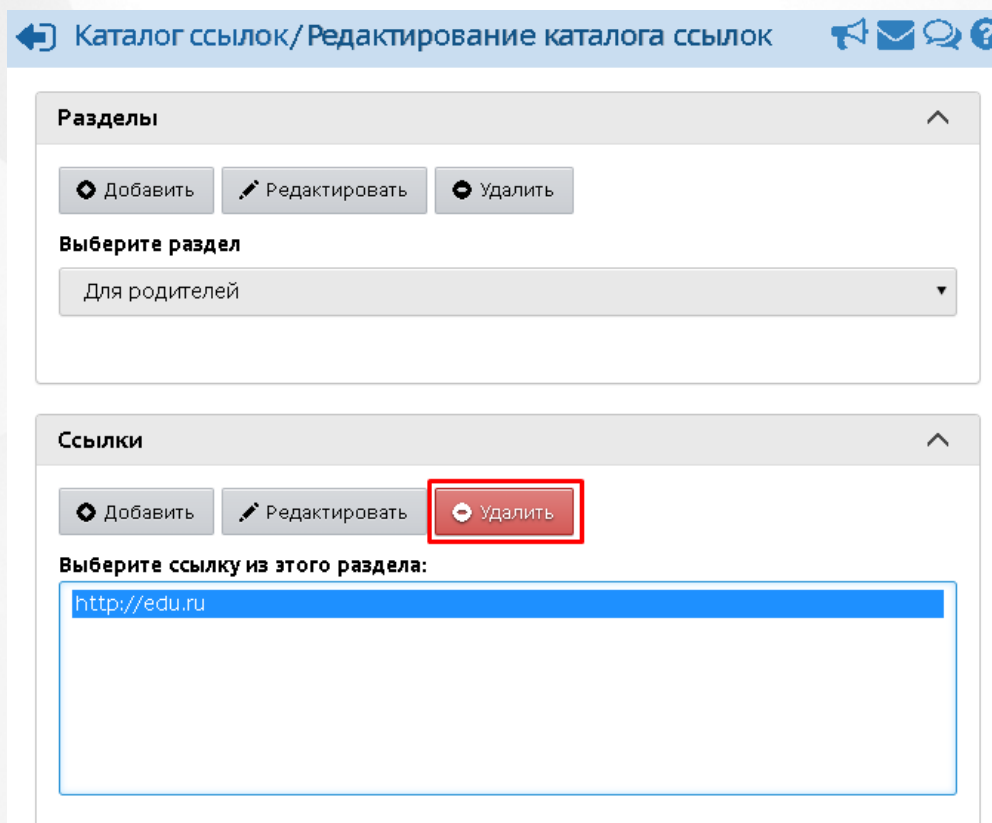 Каталог ссылок/Редактирование каталога ссылок
Разделы
Добавить Редактировать Удалить
Выберите раздел
Для родителей
Ссылки
Добавить Редактировать Удалить
Выберите ссылку из этого раздела:
http://edu.ru